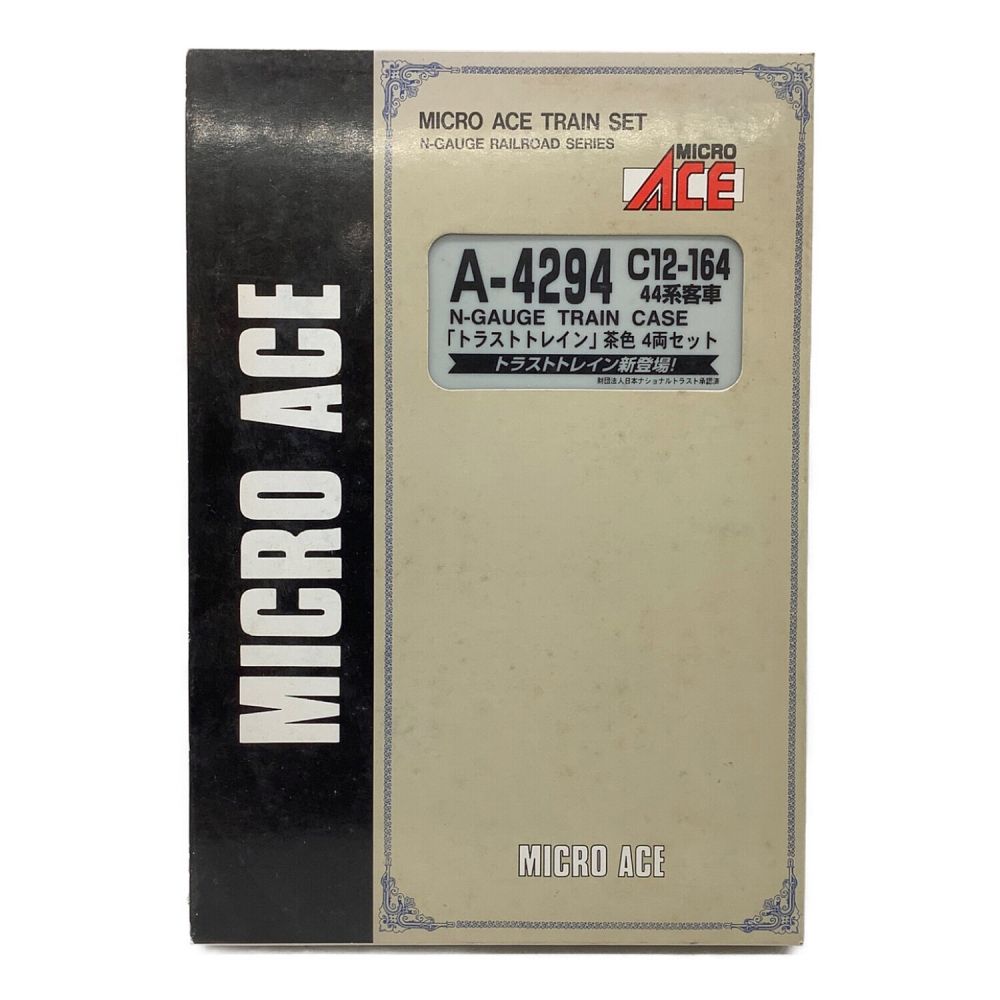 MICRO ACE
MICRO ACE TRAIN SET
N-GAUGE RAILROAD SERIES
MICRO
ACE
A-4294 C12-164
44系客車
N-GAUGE TRAIN CASE
「トラストトレイン」茶色 4両セット
トラストトレイン新登場!
財団法人日本ナショナルトラスト承認済
MICRO ACE